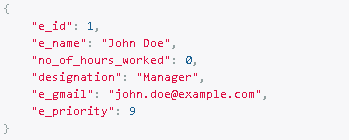 {
"e_id": 1,
"e_name": "John Doe",
"no_of_hours_worked": 0,
"designation": "Manager",
"e_gmail": "john.doe@example.com",
"e_priority": 9
}